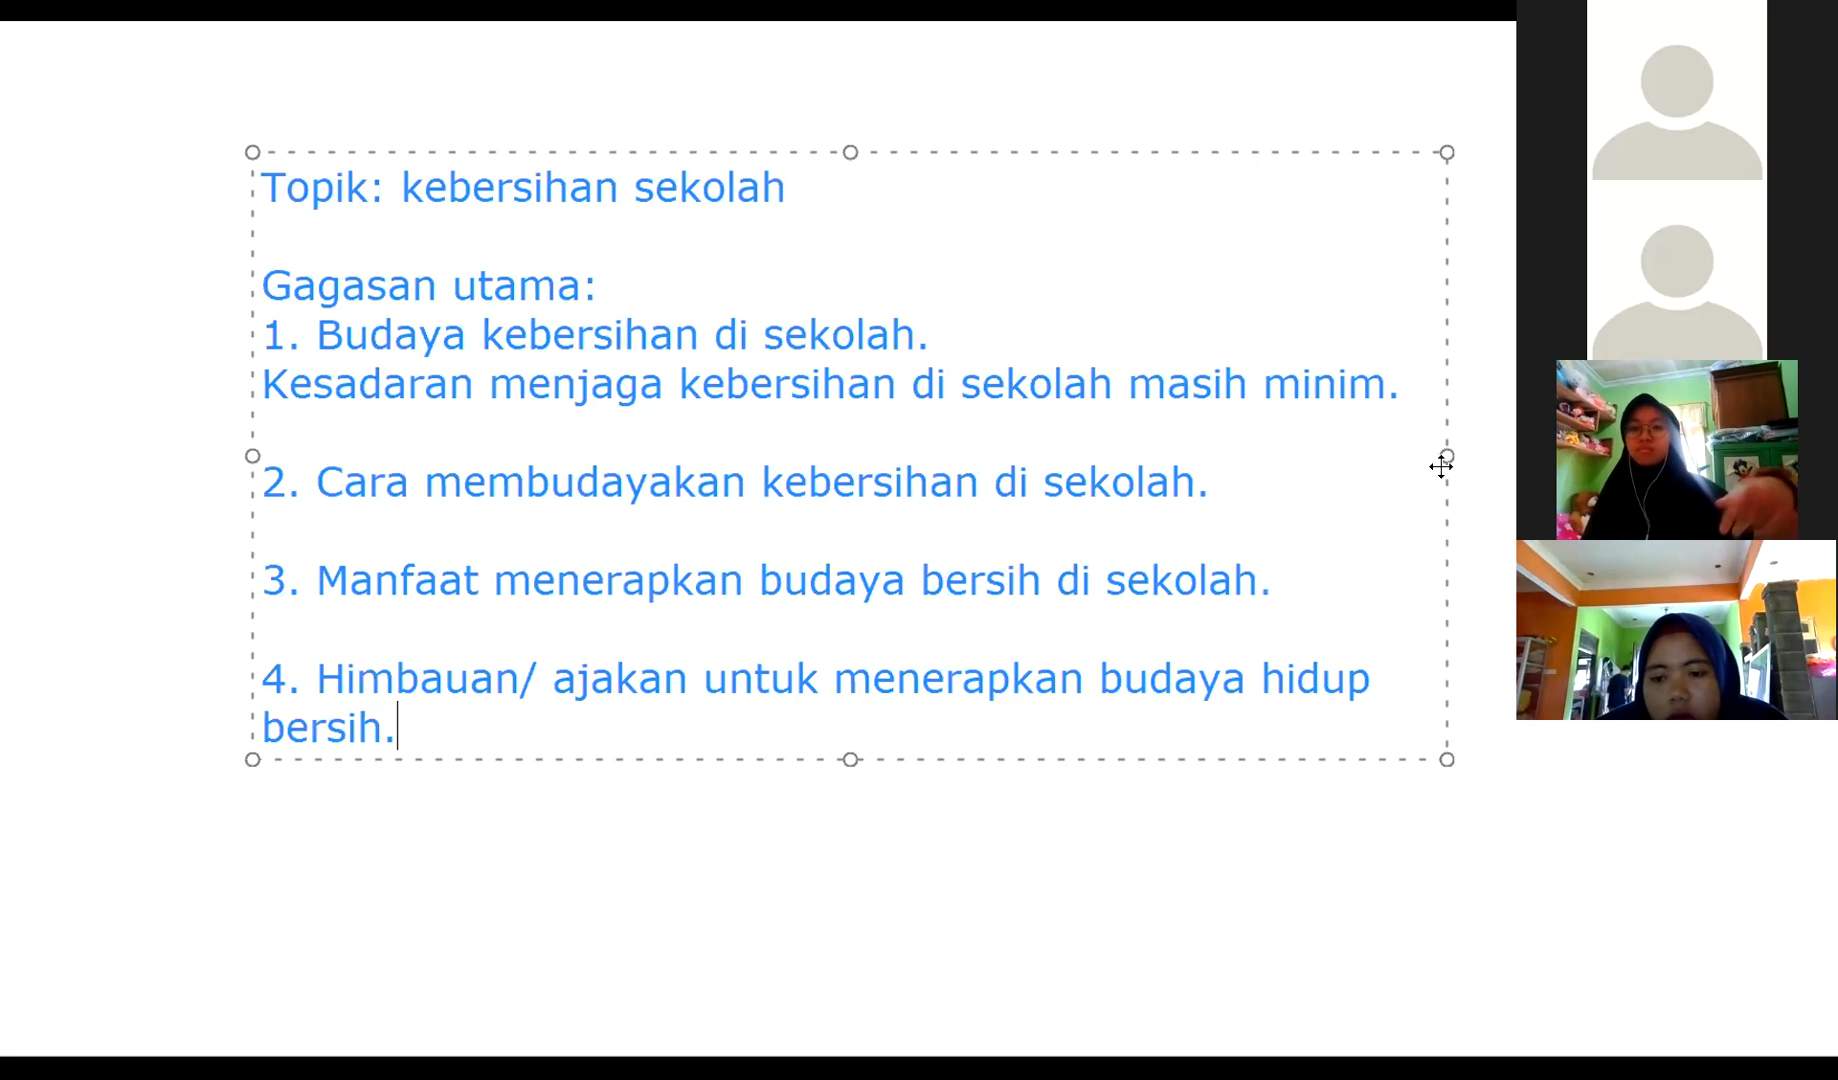 Topik: kebersihan sekolah
Gagasan utama:
1. Budaya kebersihan di sekolah.
Kesadaran menjaga kebersihan di sekolah masih minim.
2. Cara membudayakan kebersihan di sekolah.
3. Manfaat menerapkan budaya bersih di sekolah.
4. Himbauan/ ajakan untuk menerapkan budaya hidup
bersih.